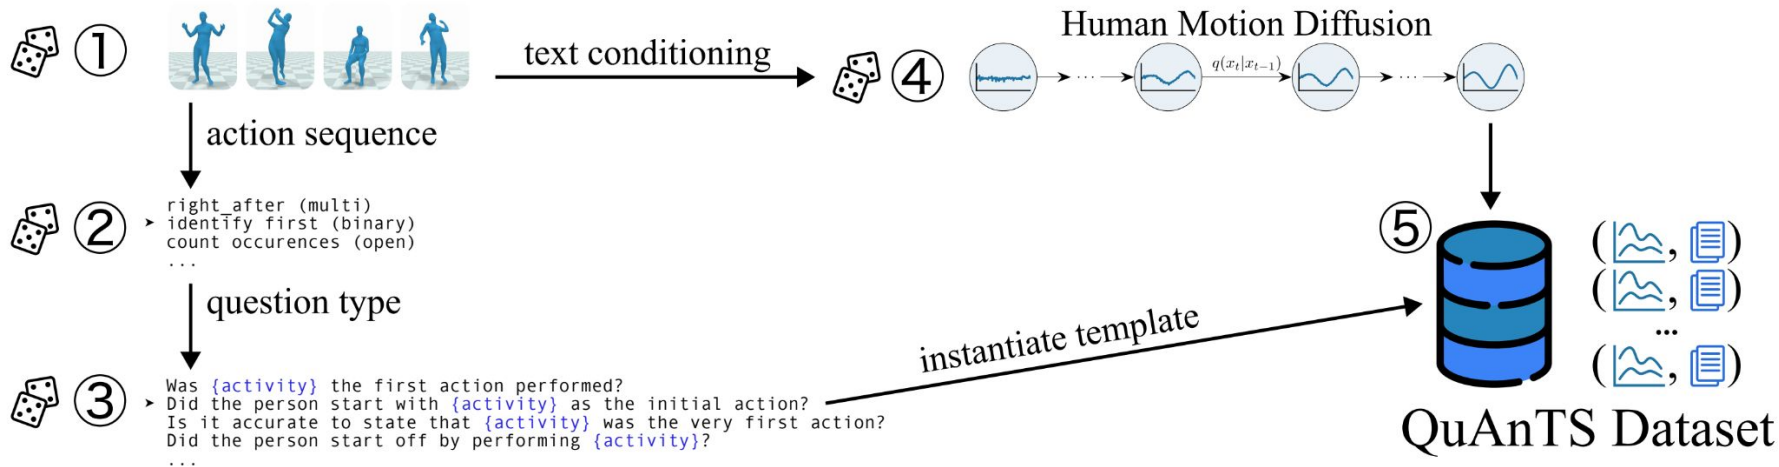 ①
text conditioning
④
Human Motion Diffusion
q(x_t|x_{t−1})
action sequence
②
right_after (multi)
➤ identify first (binary)
count occurences (open)
...
question type
③
Was {activity} the first action performed?
➤ Did the person start with {activity} as the initial action?
Is it accurate to state that {activity} was the very first action?
Did the person start off by performing {activity}?
...
instantiate template
⑤
( , )
( , )
...
( , )
QuAnTS Dataset